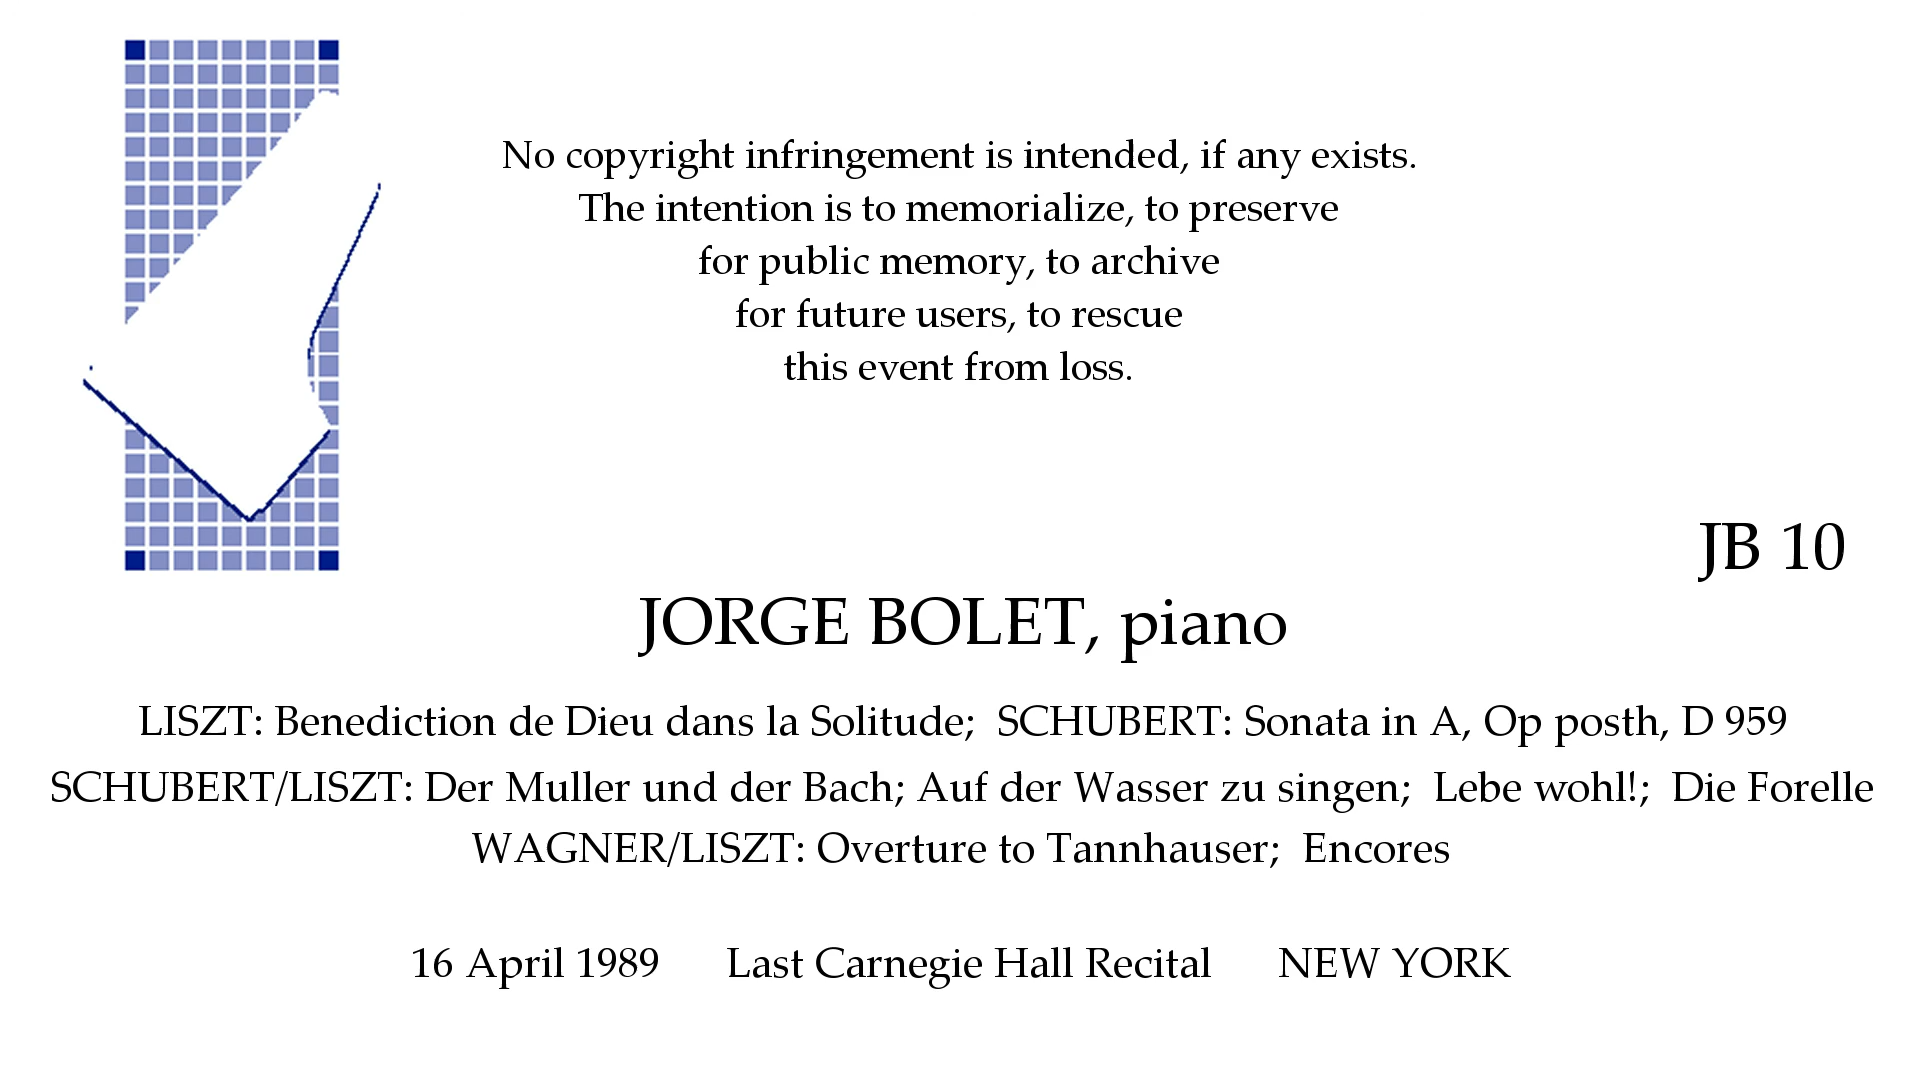 No copyright infringement is intended, if any exists.
The intention is to memorialize, to preserve
for public memory, to archive
for future users, to rescue
this event from loss.
JB 10
JORGE BOLET, piano
LISZT: Benediction de Dieu dans la Solitude;  SCHUBERT: Sonata in A, Op posth, D 959
SCHUBERT/LISZT: Der Muller und der Bach; Auf der Wasser zu singen;  Lebe wohl!;  Die Forelle
WAGNER/LISZT: Overture to Tannhauser;  Encores
16 April 1989 Last Carnegie Hall Recital NEW YORK